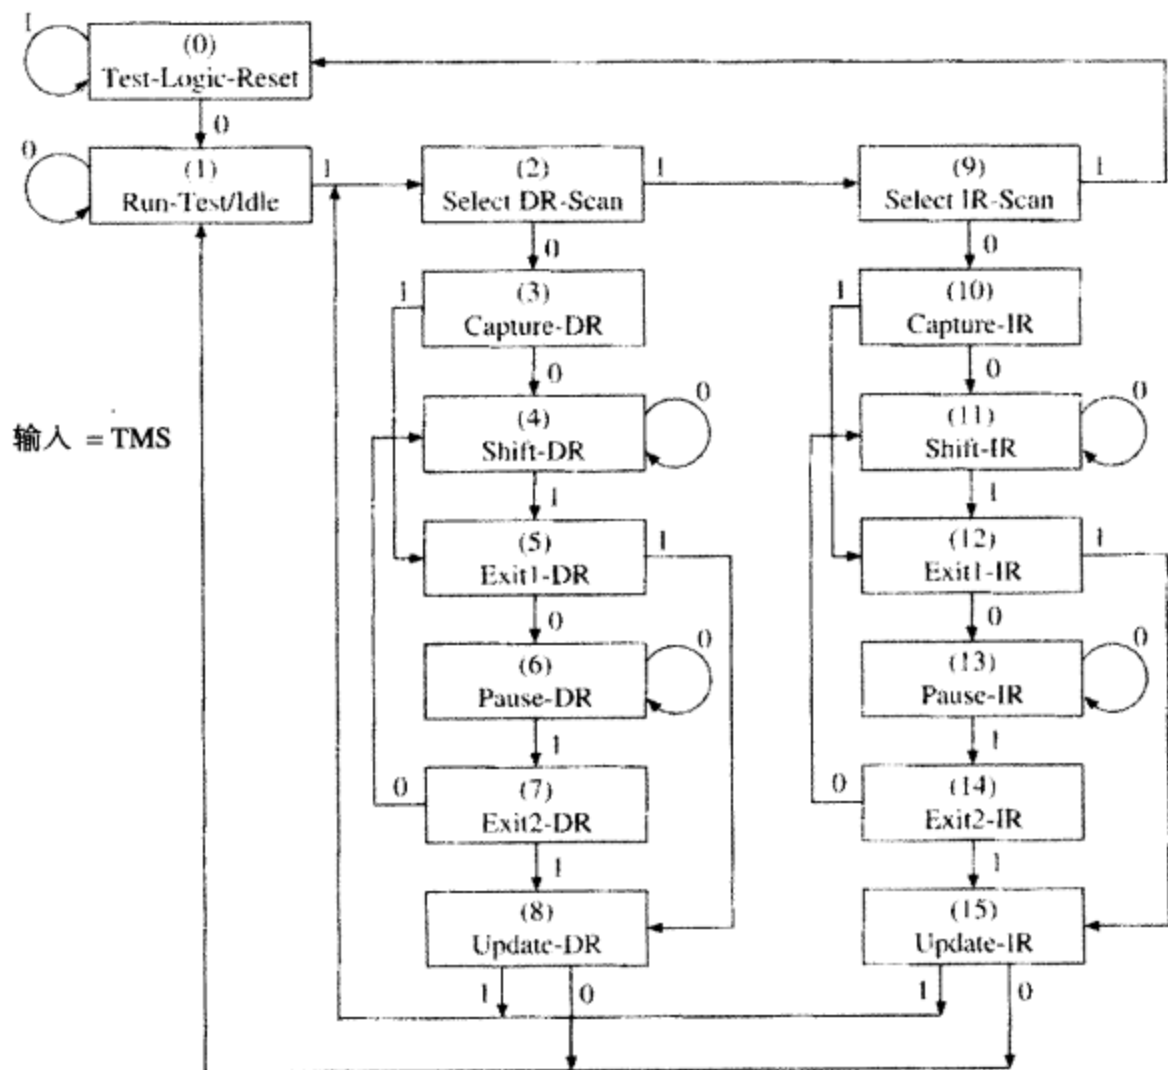 1
(0)
Test-Logic-Reset
0
0
(1)
Run-Test/Idle
1
(2)
Select DR-Scan
1
(9)
Select IR-Scan
1
0
0
1
(3)
Capture-DR
1
(10)
Capture-IR
0
0
(4)
Shift-DR
0
(11)
Shift-IR
0
输入 = TMS
1
1
(5)
Exit1-DR
1
(12)
Exit1-IR
1
0
0
(6)
Pause-DR
0
(13)
Pause-IR
0
1
1
0
(7)
Exit2-DR
0
(14)
Exit2-IR
1
1
(8)
Update-DR
(15)
Update-IR
1
0
1
0